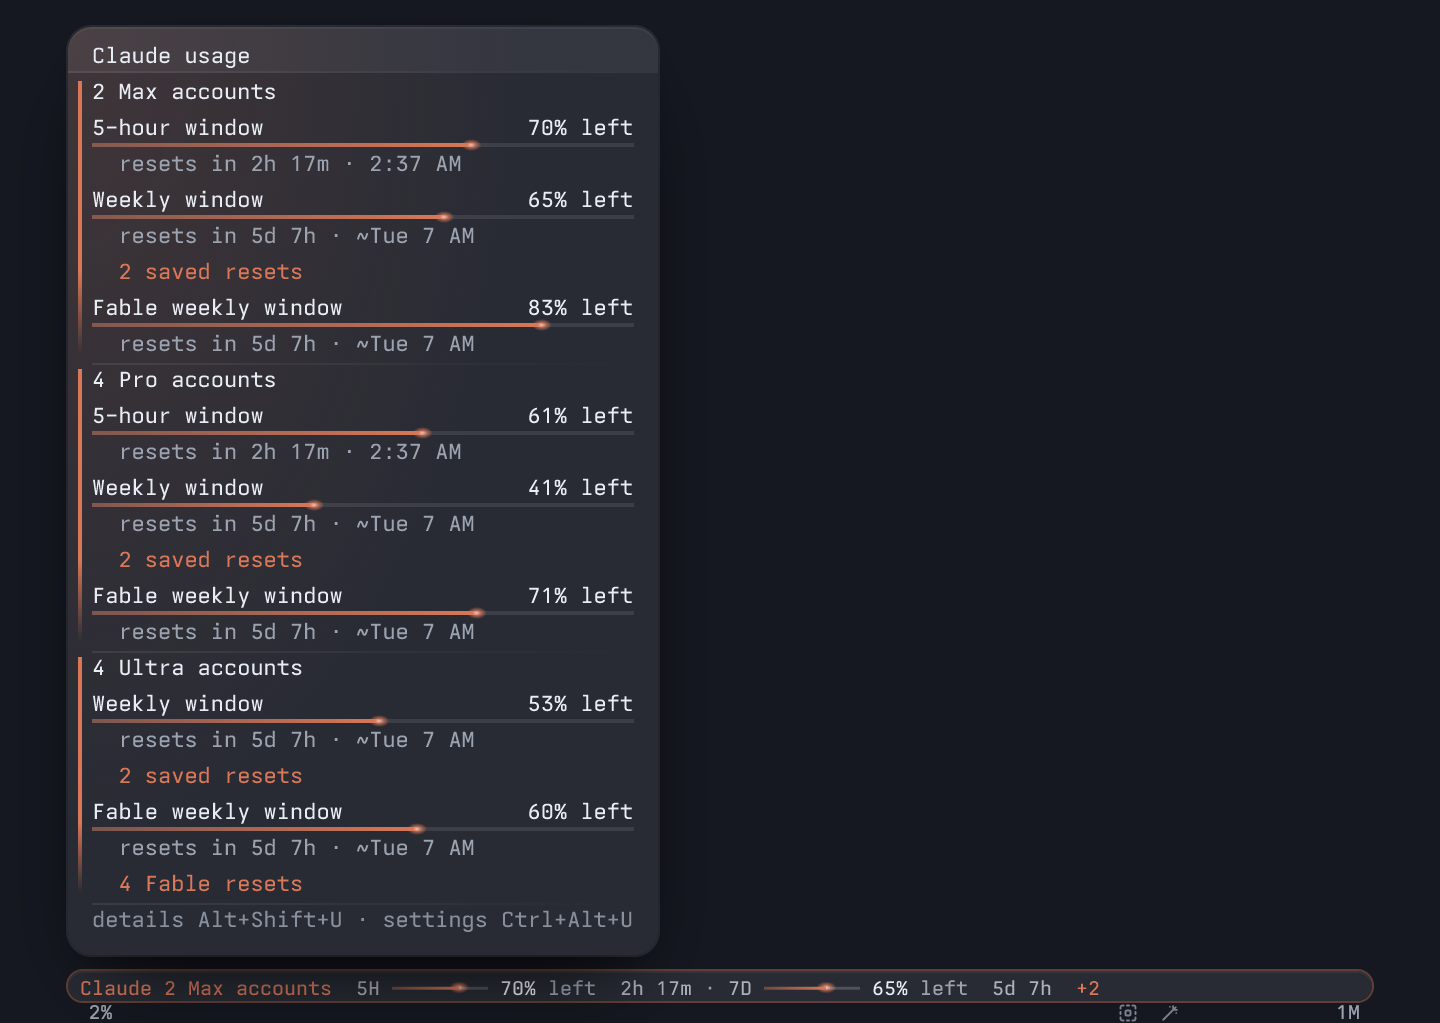 Claude usage
2 Max accounts
5-hour window 70% left
resets in 2h 17m · 2:37 AM
Weekly window 65% left
resets in 5d 7h · ~Tue 7 AM
2 saved resets
Fable weekly window 83% left
resets in 5d 7h · ~Tue 7 AM
4 Pro accounts
5-hour window 61% left
resets in 2h 17m · 2:37 AM
Weekly window 41% left
resets in 5d 7h · ~Tue 7 AM
2 saved resets
Fable weekly window 71% left
resets in 5d 7h · ~Tue 7 AM
4 Ultra accounts
Weekly window 53% left
resets in 5d 7h · ~Tue 7 AM
2 saved resets
Fable weekly window 60% left
resets in 5d 7h · ~Tue 7 AM
4 Fable resets
details Alt+Shift+U · settings Ctrl+Alt+U
Claude 2 Max accounts 5H 70% left 2h 17m · 7D 65% left 5d 7h +2
2% 1M